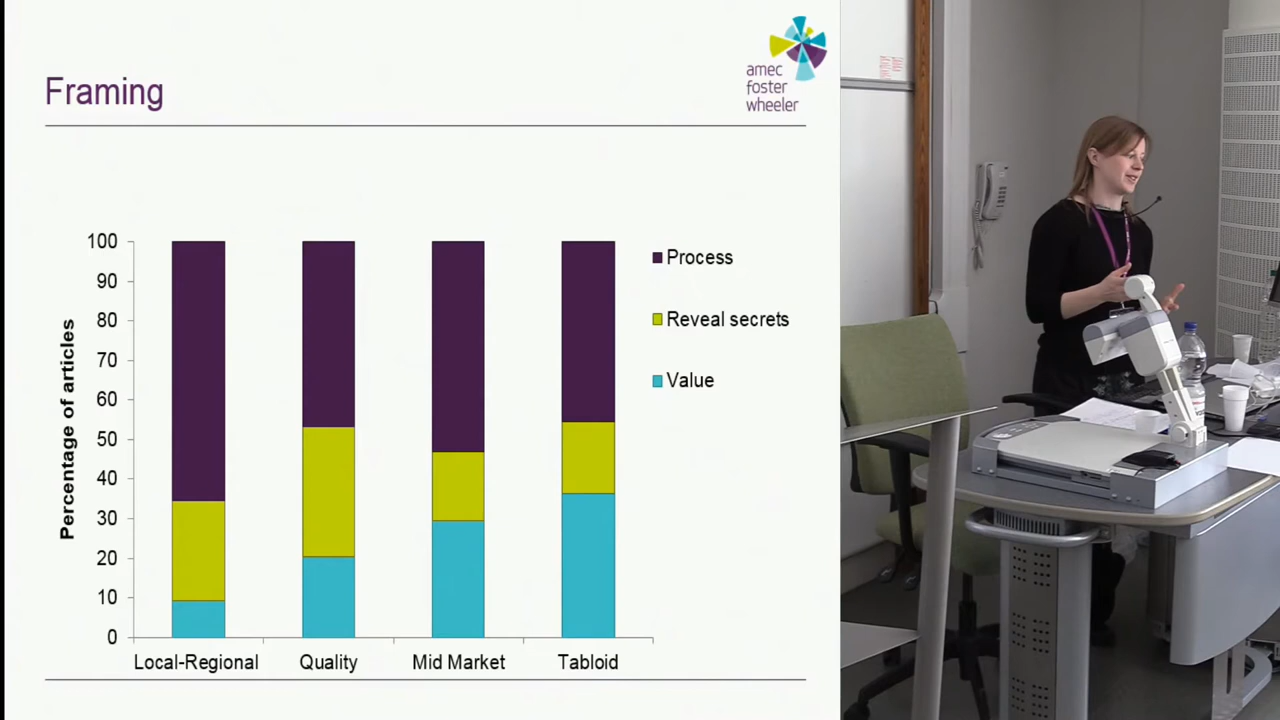 Framing
amec
foster
wheeler
Percentage of articles
100
90
80
70
60
50
40
30
20
10
0
Local-Regional
Quality
Mid Market
Tabloid
Process
Reveal secrets
Value